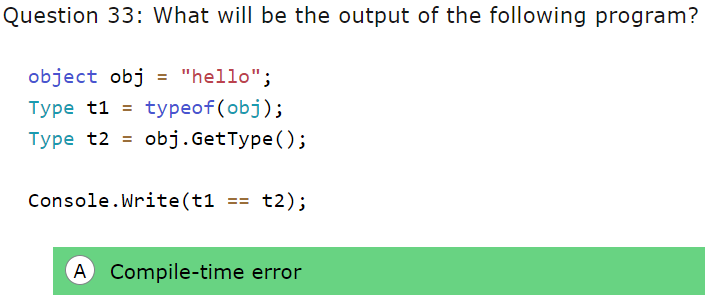 Question 33: What will be the output of the following program?
object obj = "hello";
Type t1 = typeof(obj);
Type t2 = obj.GetType();
Console.Write(t1 == t2);
A Compile-time error